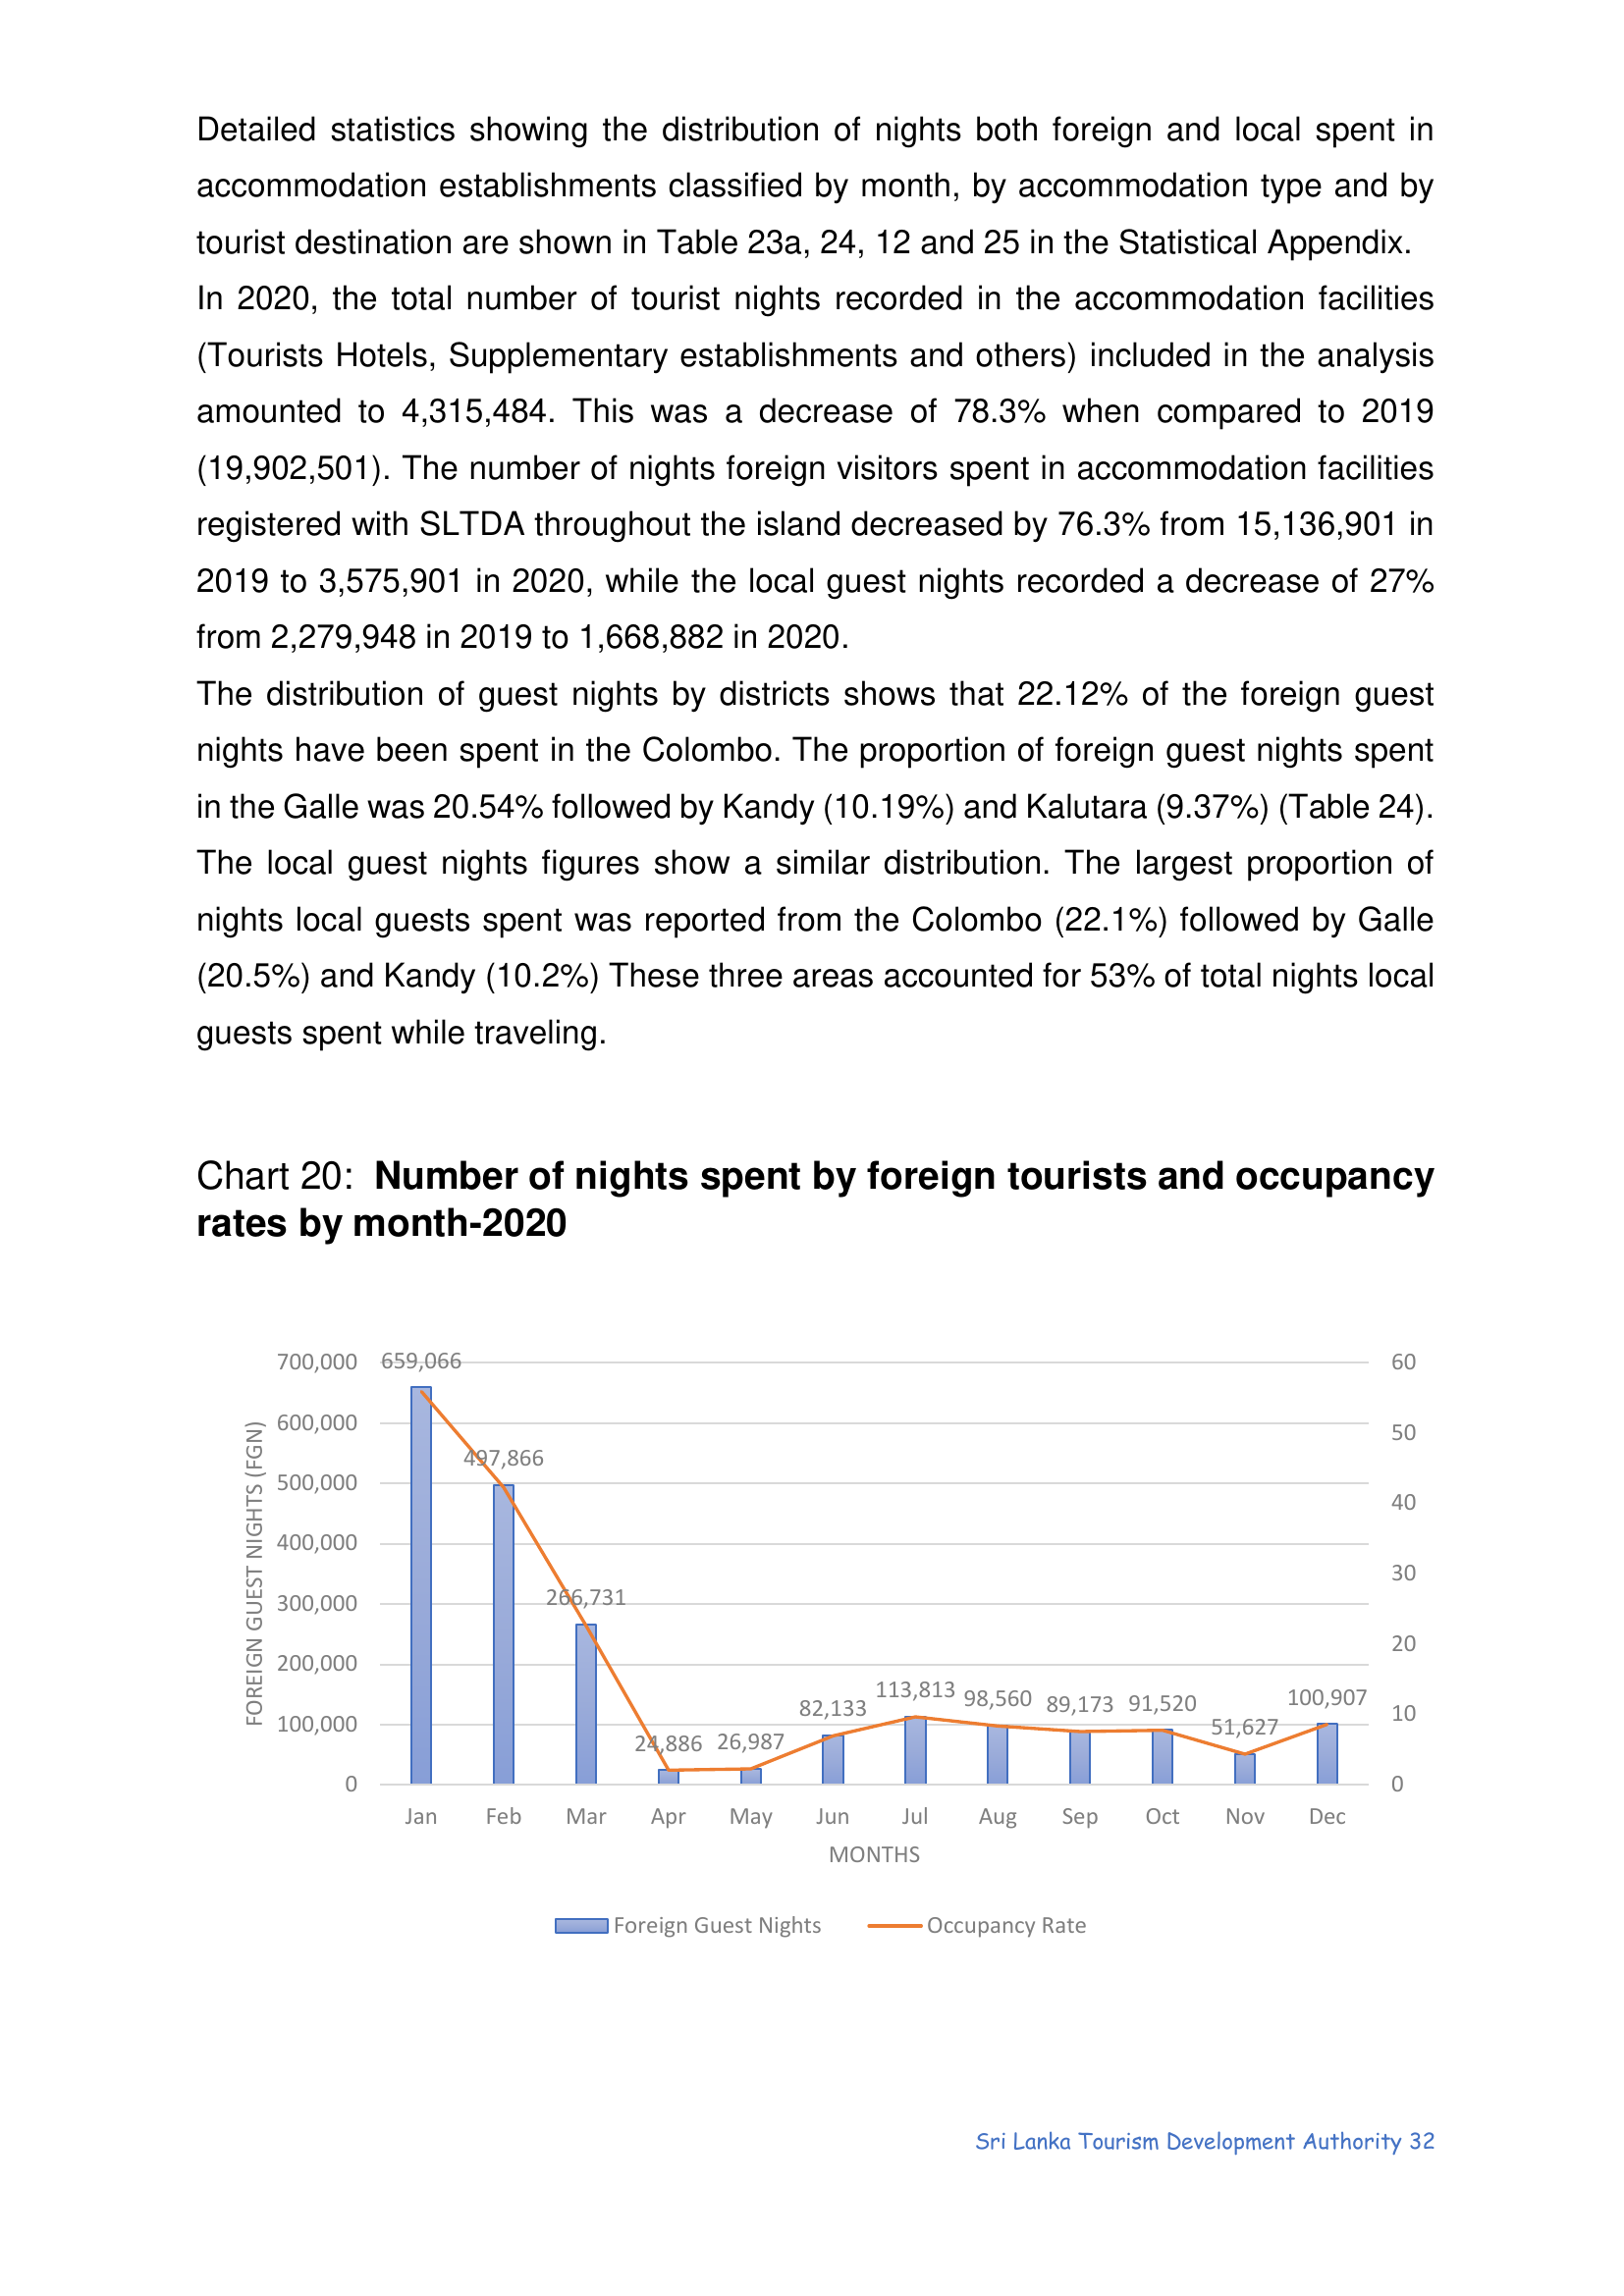 Detailed statistics showing the distribution of nights both foreign and local spent in
accommodation establishments classified by month, by accommodation type and by
tourist destination are shown in Table 23a, 24, 12 and 25 in the Statistical Appendix.
In 2020, the total number of tourist nights recorded in the accommodation facilities
(Tourists Hotels, Supplementary establishments and others) included in the analysis
amounted to 4,315,484. This was a decrease of 78.3% when compared to 2019
(19,902,501). The number of nights foreign visitors spent in accommodation facilities
registered with SLTDA throughout the island decreased by 76.3% from 15,136,901 in
2019 to 3,575,901 in 2020, while the local guest nights recorded a decrease of 27%
from 2,279,948 in 2019 to 1,668,882 in 2020.
The distribution of guest nights by districts shows that 22.12% of the foreign guest
nights have been spent in the Colombo. The proportion of foreign guest nights spent
in the Galle was 20.54% followed by Kandy (10.19%) and Kalutara (9.37%) (Table 24).
The local guest nights figures show a similar distribution. The largest proportion of
nights local guests spent was reported from the Colombo (22.1%) followed by Galle
(20.5%) and Kandy (10.2%) These three areas accounted for 53% of total nights local
guests spent while traveling.
Chart 20: Number of nights spent by foreign tourists and occupancy
rates by month-2020
FOREIGN GUEST NIGHTS (FGN)
700,000
600,000
500,000
400,000
300,000
200,000
100,000
0
659,066
497,866
266,731
24,886
26,987
82,133
113,813
98,560
89,173
91,520
51,627
100,907
60
50
40
30
20
10
0
Jan Feb Mar Apr May Jun Jul Aug Sep Oct Nov Dec
MONTHS
Foreign Guest Nights Occupancy Rate
Sri Lanka Tourism Development Authority 32